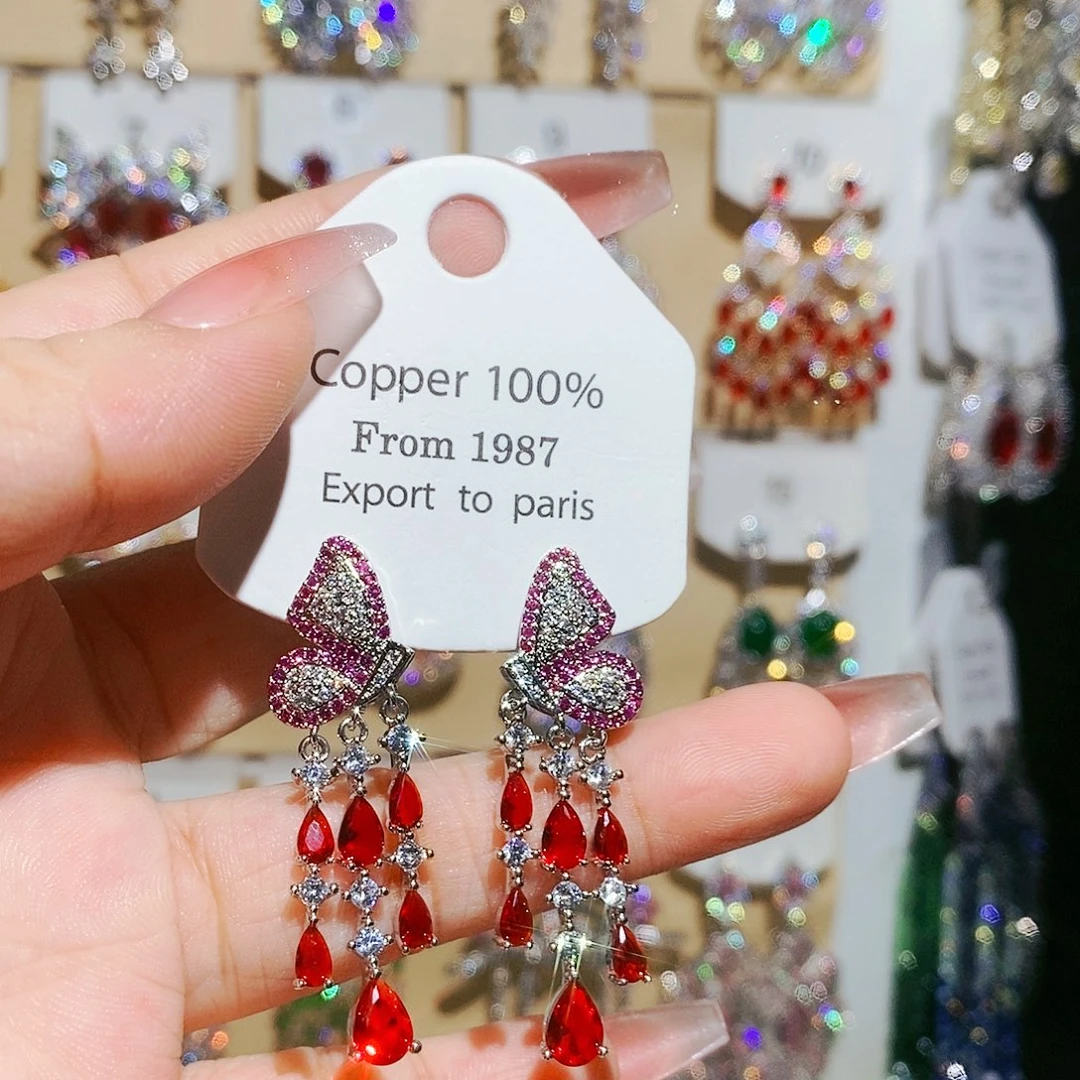 Copper 100%
From 1987
Export to paris